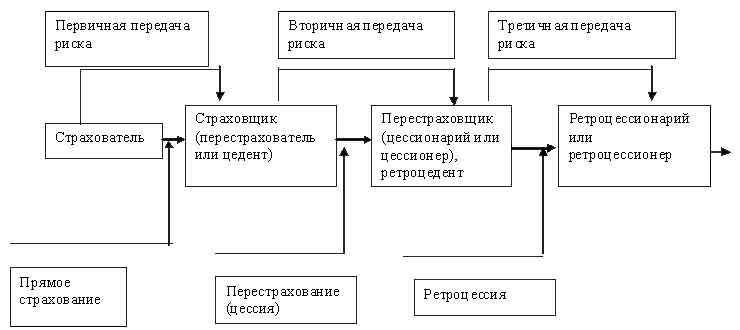 Первичная передача
риска
Вторичная передача
риска
Третичная передача
риска
Страхователь
Страховщик
(перестрахователь
или цедент)
Перестраховщик
(цессионарий или
цессионер),
ретроцедент
Ретроцессионарий
или
ретроцессионер
Прямое
страхование
Перестрахование
(цессия)
Ретроцессия